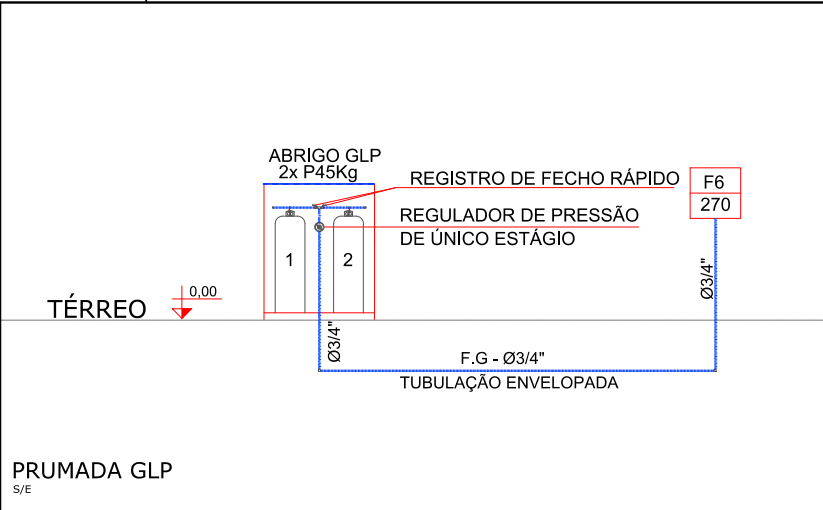 ABRIGO GLP
2x P45Kg
REGISTRO DE FECHO RÁPIDO
F6
270
REGULADOR DE PRESSÃO
DE ÚNICO ESTÁGIO
1
2
TÉRREO
0,00
Ø3/4"
Ø3/4"
F.G - Ø3/4"
TUBULAÇÃO ENVELOPADA
PRUMADA GLP
S/E